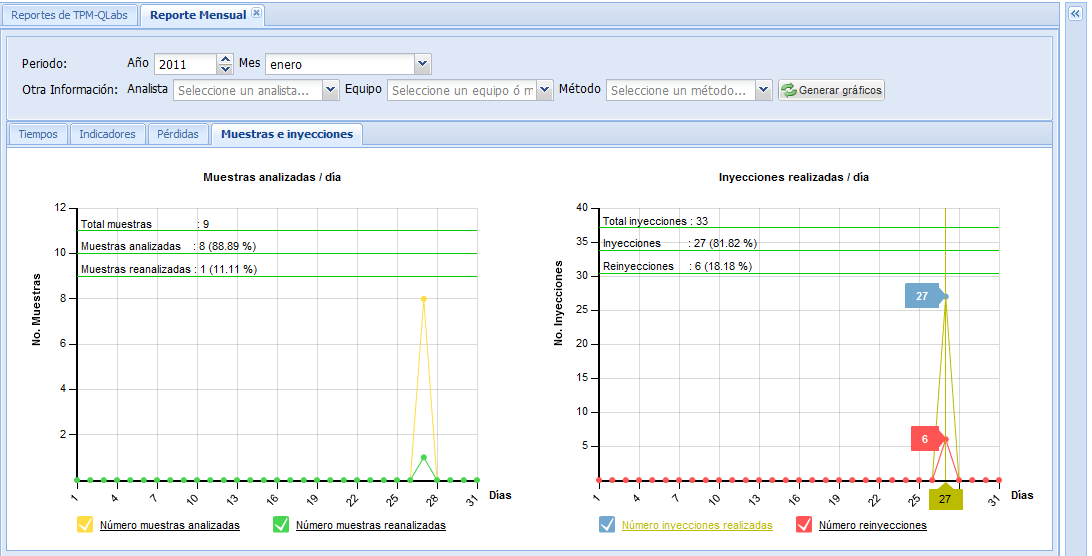 Reportes de TPM-QLabs Reporte Mensual
Periodo: Año 2011 Mes enero
Otra Información: Analista Seleccione un analista... Equipo Seleccione un equipo ó m Método Seleccione un método... Generar gráficos
Tiempos Indicadores Pérdidas Muestras e inyecciones
Muestras analizadas / día
12
10
8
6
4
2
No. Muestras
Total muestras : 9
Muestras analizadas : 8 (88.89 %)
Muestras reanalizadas : 1 (11.11 %)
1 4 7 10 13 16 19 22 25 28 31 Días
Número muestras analizadas Número muestras reanalizadas
Inyecciones realizadas / día
40
35
30
25
20
15
10
5
No. Inyecciones
Total inyecciones : 33
Inyecciones : 27 (81.82 %)
Reinyecciones : 6 (18.18 %)
27
6
1 4 7 10 13 16 19 22 25 27 31 Días
Número inyecciones realizadas Número reinyecciones